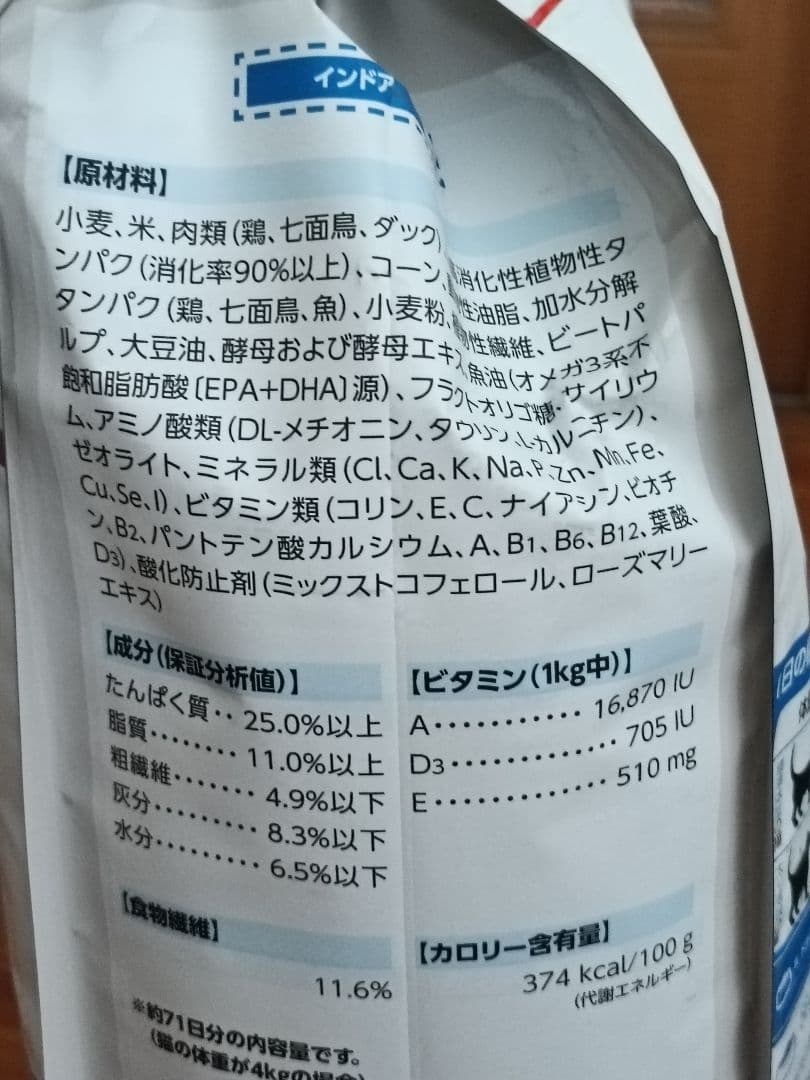 インドア
【原材料】
小麦、米、肉類(鶏、七面鳥、ダック)
消化性植物性タ
ンパク(消化率90%以上)、コーン、
性油脂、加水分解
タンパク(鶏、七面鳥、魚)、小麦粉、
物性繊維、ビートパ
ルプ、大豆油、酵母および酵母エキス、魚油(オメガ3系不
飽和脂肪酸〔EPA+DHA〕源)、フラクトオリゴ糖、サイリウ
ム、アミノ酸類(DL-メチオニン、タウリン、L-カルニチン)、
ゼオライト、ミネラル類(Cl、Ca、K、Na、P、Zn、Mn、Fe、
Cu、Se、I)、ビタミン類(コリン、E、C、ナイアシン、ビオチ
ン、B2、パントテン酸カルシウム、A、B1、B6、B12、葉酸、
D3)、酸化防止剤(ミックストコフェロール、ローズマリー
エキス)
【成分(保証分析値)】
たんぱく質‥ 25.0%以上
脂質‥‥‥‥ 11.0%以上
粗繊維‥‥‥‥ 4.9%以下
灰分‥‥‥‥‥ 8.3%以下
水分‥‥‥‥‥ 6.5%以下
【ビタミン(1kg中)】
A‥‥‥‥‥‥ 16,870 IU
D3‥‥‥‥‥‥‥ 705 IU
E‥‥‥‥‥‥‥ 510 mg
【食物繊維】
11.6%
【カロリー含有量】
374 kcal/100 g
(代謝エネルギー)
※約71日分の内容量です。
(猫の体重が4kgの場合)
1日の